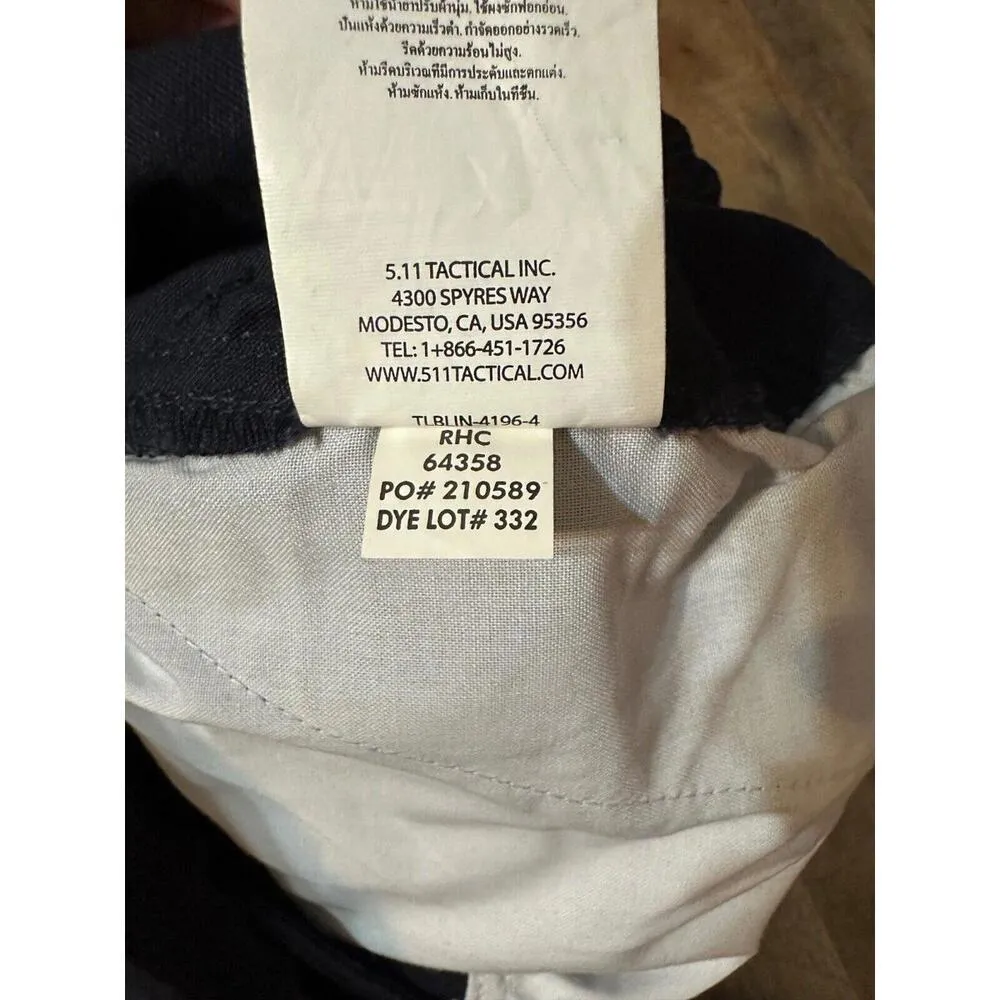 ห้ามใช้น้ำยาปรับผ้านุ่ม. ใช้ผงซักฟอกอ่อน.
ปั่นแห้งด้วยความเร็วต่ำ. กำจัดออกอย่างรวดเร็ว.
รีดด้วยความร้อนไม่สูง.
ห้ามรีดบริเวณที่มีการประดับและตกแต่ง.
ห้ามซักแห้ง. ห้ามเก็บในที่ชื้น.
5.11 TACTICAL INC.
4300 SPYRES WAY
MODESTO, CA, USA 95356
TEL: 1+866-451-1726
WWW.511TACTICAL.COM
TLBLIN-4196-4
RHC
64358
PO# 210589
DYE LOT# 332